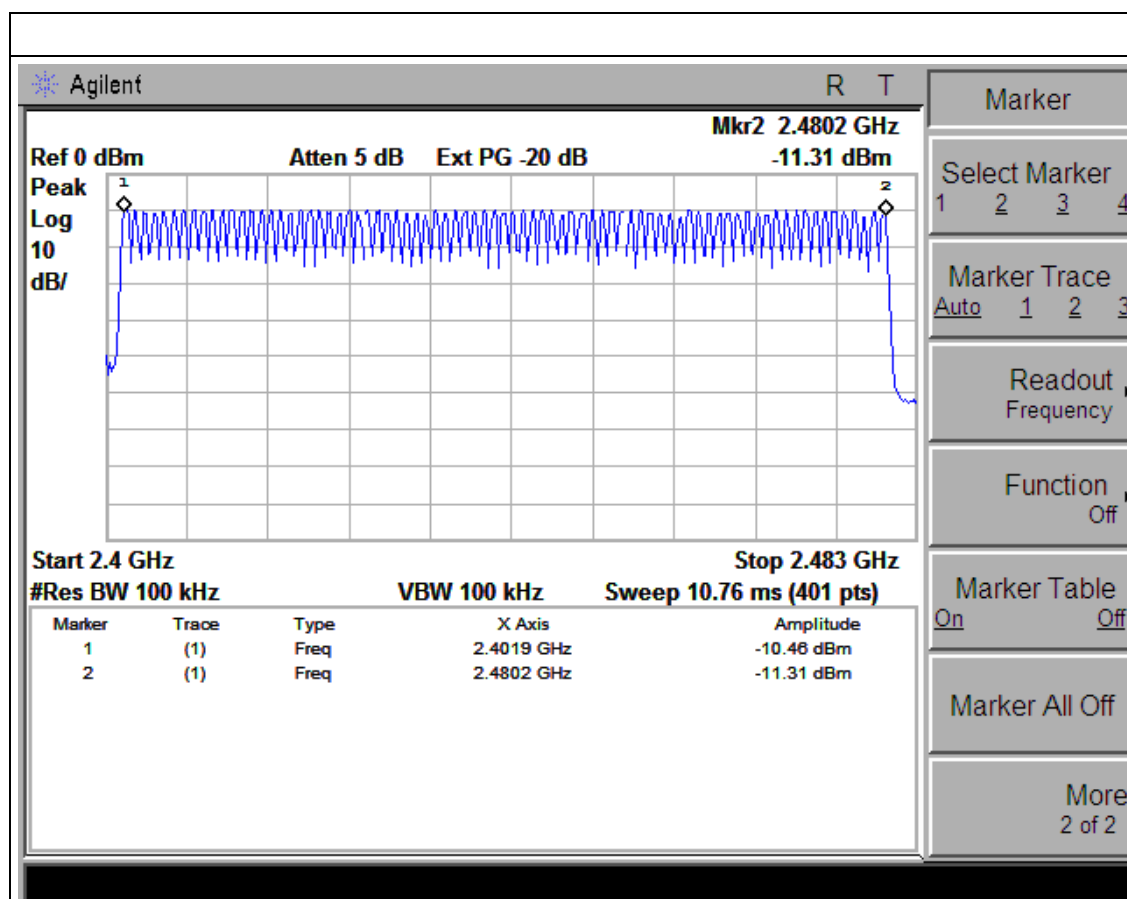 Agilent R T
Mkr2 2.4802 GHz
Ref 0 dBm Atten 5 dB Ext PG -20 dB -11.31 dBm
Peak
Log
10
dB/
1
2
Start 2.4 GHz Stop 2.483 GHz
#Res BW 100 kHz VBW 100 kHz Sweep 10.76 ms (401 pts)
Marker Trace Type X Axis Amplitude
1 (1) Freq 2.4019 GHz -10.46 dBm
2 (1) Freq 2.4802 GHz -11.31 dBm
Marker
Select Marker
1 2 3 4
Marker Trace
Auto 1 2 3
Readout
Frequency
Function
Off
Marker Table
On Off
Marker All Off
More
2 of 2